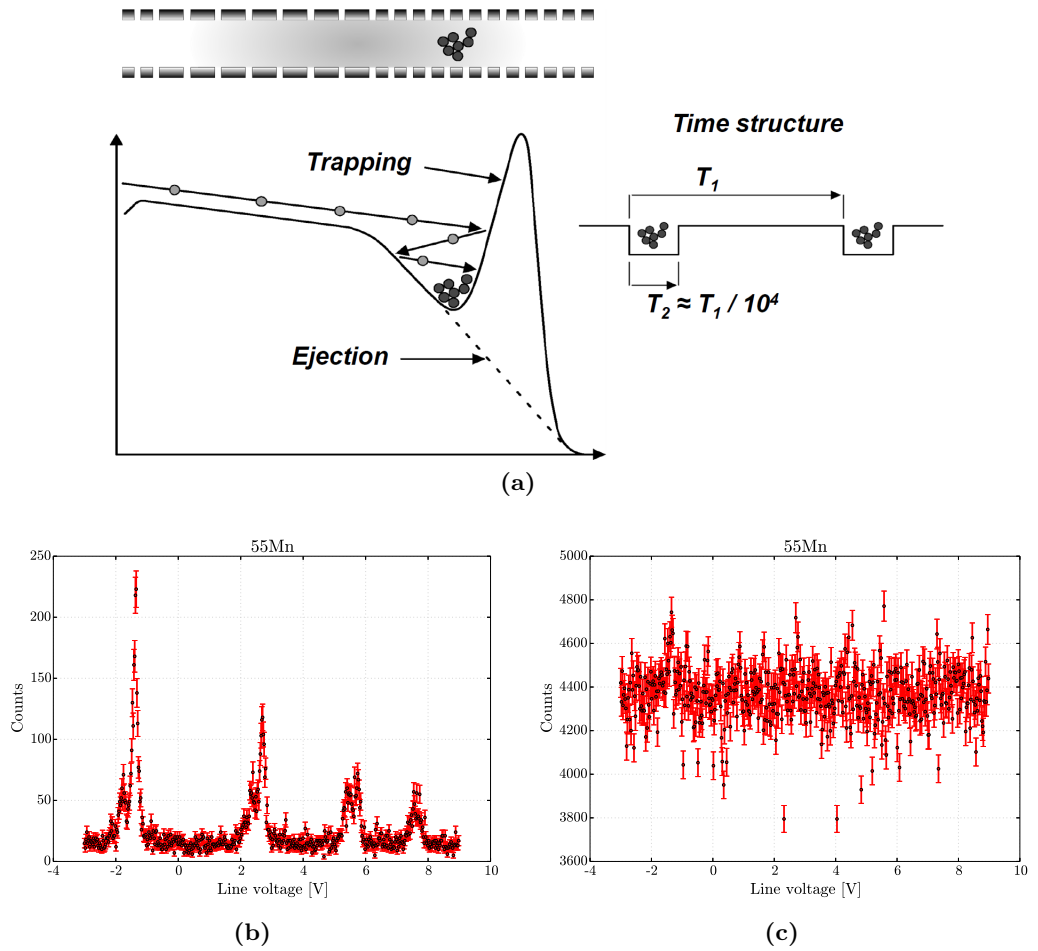 Time structure
Trapping
T1
T2 ≈ T1 / 10^4
Ejection
(a)
55Mn
250
200
150
100
50
0
Counts
-4
-2
0
2
4
6
8
10
Line voltage [V]
(b)
55Mn
5000
4800
4600
4400
4200
4000
3800
3600
Counts
-4
-2
0
2
4
6
8
10
Line voltage [V]
(c)